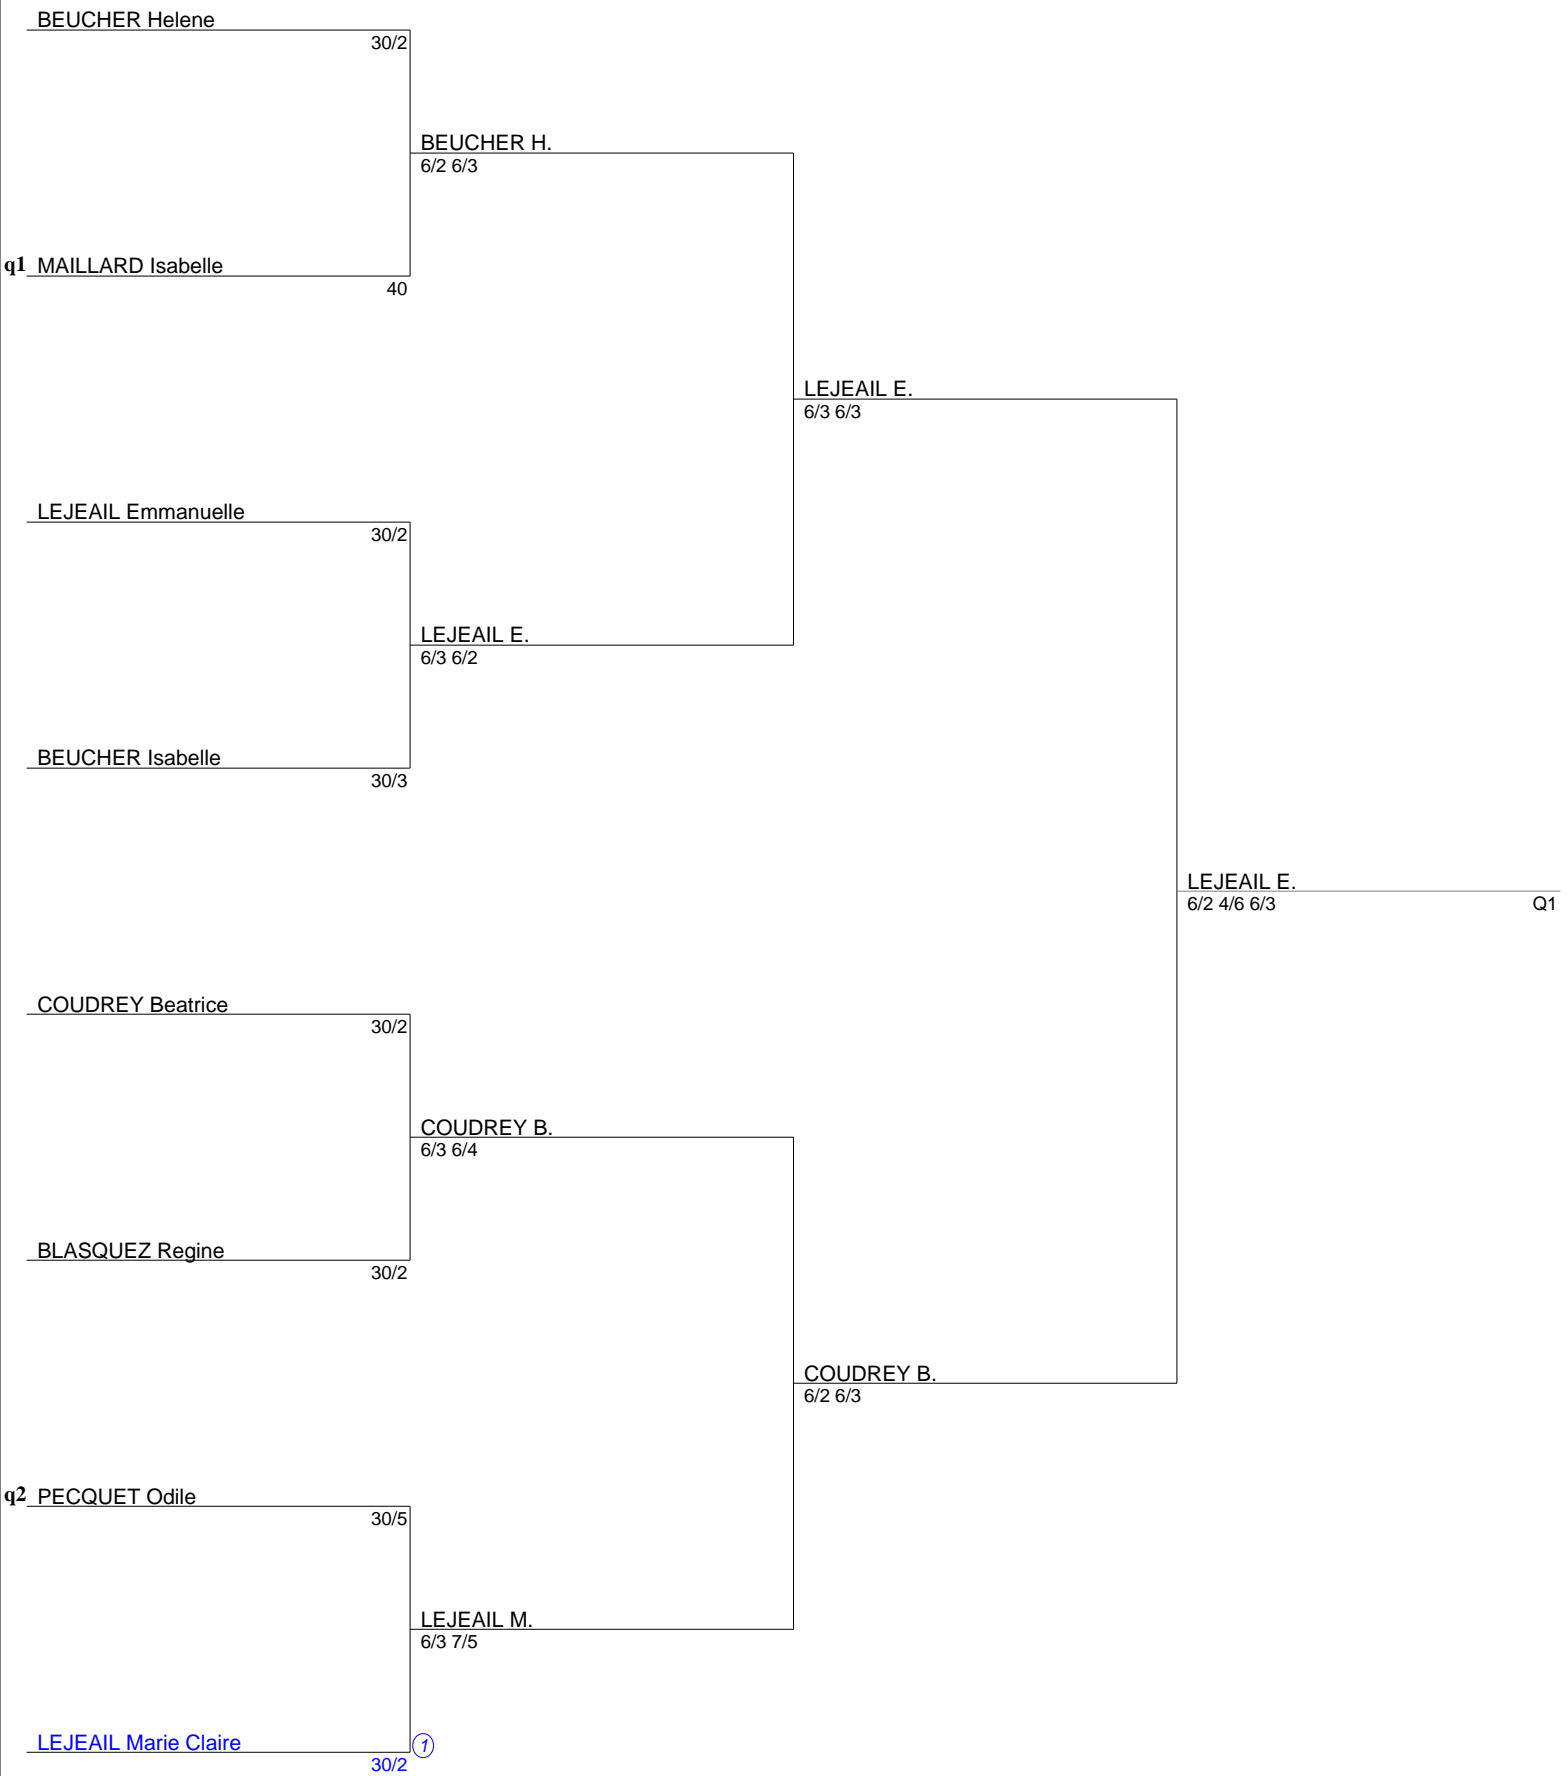 BEUCHER Helene
30/2
BEUCHER H.
6/2 6/3
q1 MAILLARD Isabelle
40
LEJEAIL E.
6/3 6/3
LEJEAIL Emmanuelle
30/2
LEJEAIL E.
6/3 6/2
BEUCHER Isabelle
30/3
LEJEAIL E.
6/2 4/6 6/3 Q1
COUDREY Beatrice
30/2
COUDREY B.
6/3 6/4
BLASQUEZ Regine
30/2
COUDREY B.
6/2 6/3
q2 PECQUET Odile
30/5
LEJEAIL M.
6/3 7/5
LEJEAIL Marie Claire 1
30/2